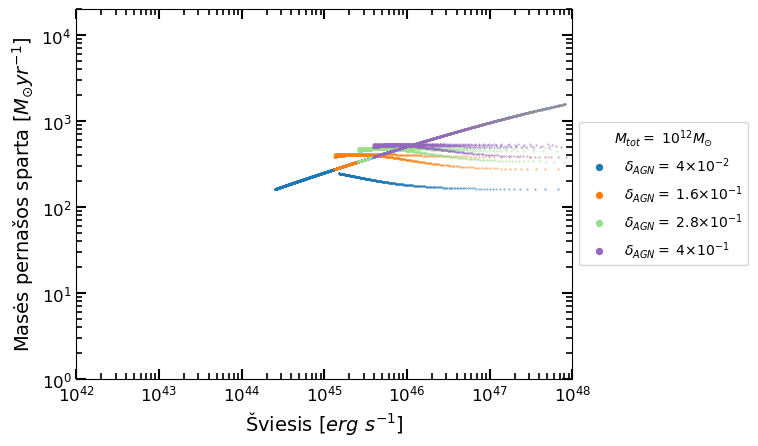 Masės pernašos sparta [M⊙yr⁻¹]
10⁴
10³
10²
10¹
10⁰
10⁴² 10⁴³ 10⁴⁴ 10⁴⁵ 10⁴⁶ 10⁴⁷ 10⁴⁸
Šviesis [erg s⁻¹]
M_tot = 10¹²M⊙
δ_AGN = 4×10⁻²
δ_AGN = 1.6×10⁻¹
δ_AGN = 2.8×10⁻¹
δ_AGN = 4×10⁻¹